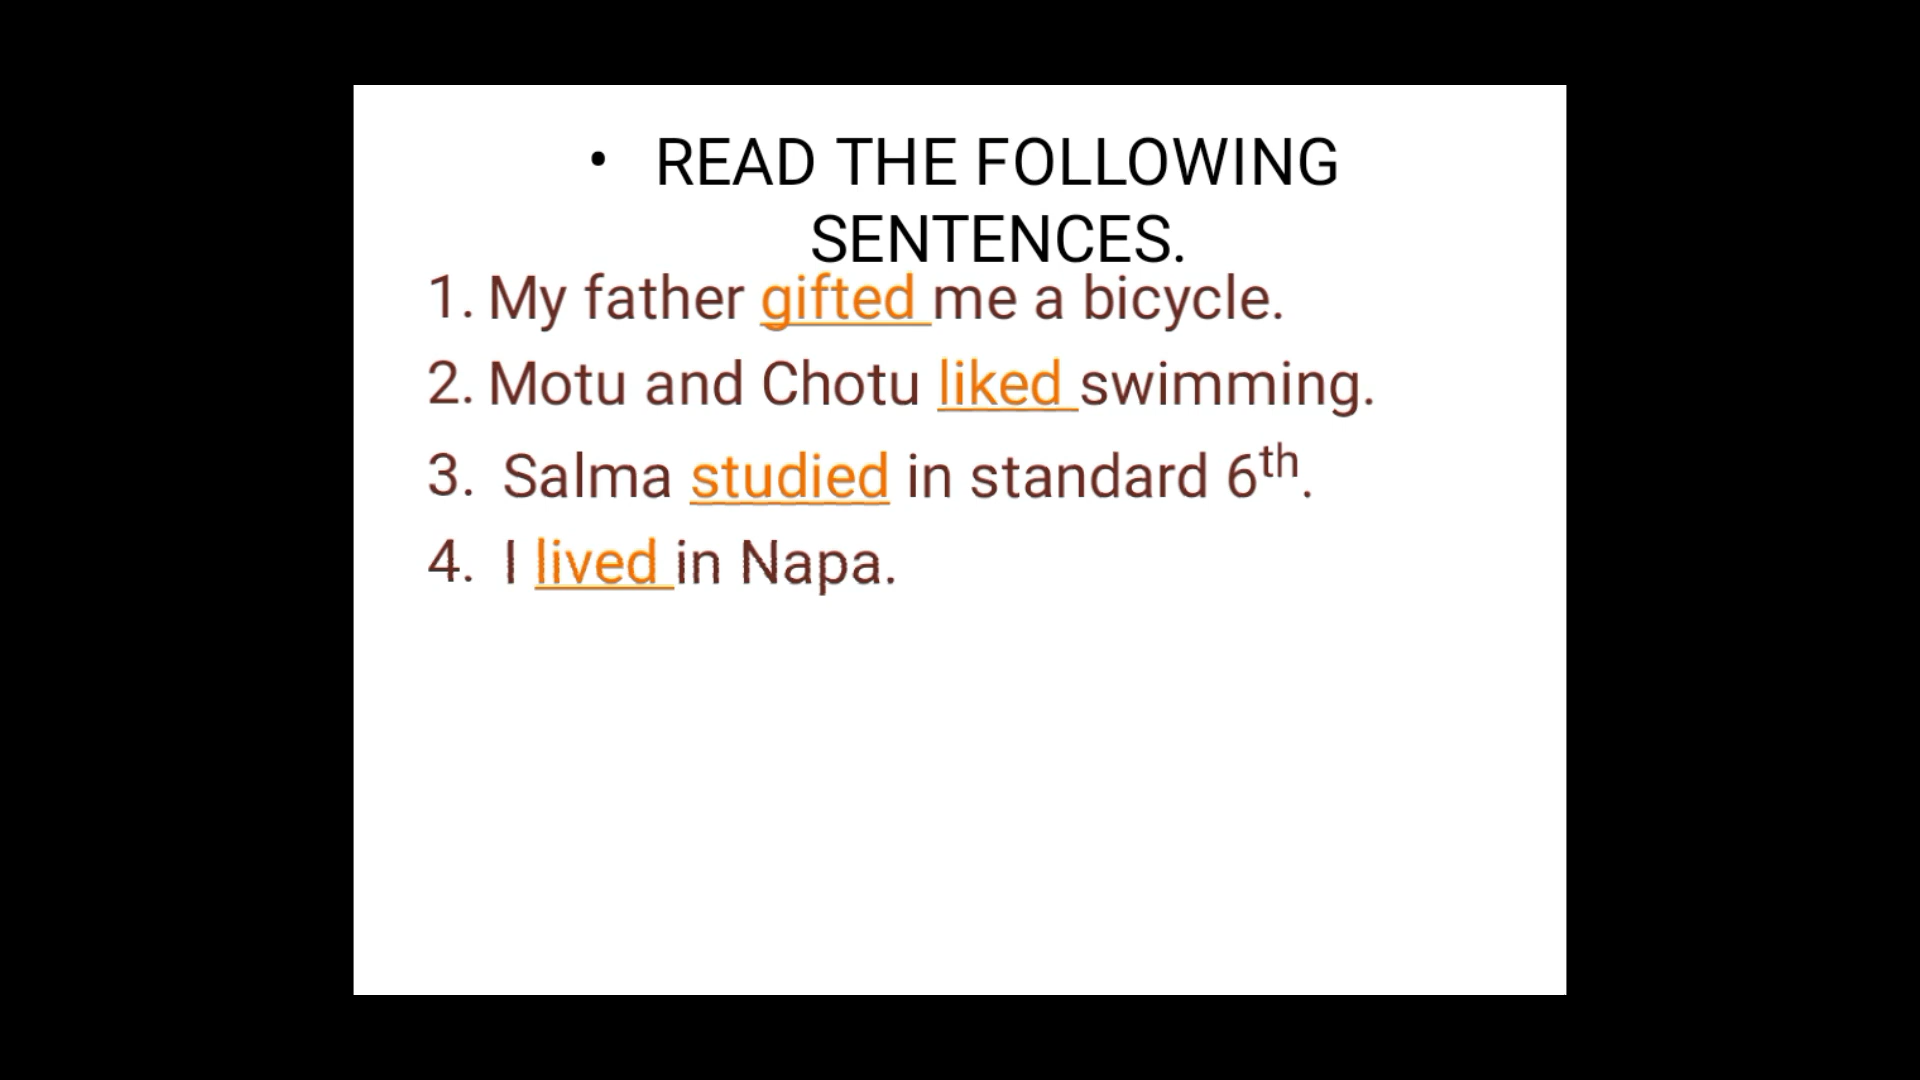 • READ THE FOLLOWING
SENTENCES.
1. My father gifted me a bicycle.
2. Motu and Chotu liked swimming.
3. Salma studied in standard 6th.
4. I lived in Napa.